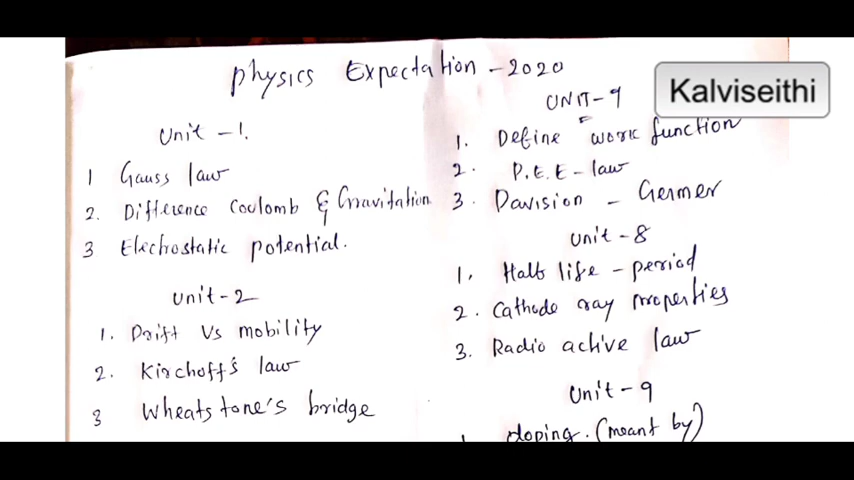 Physics Expectation - 2020
Kalviseithi
Unit - 1.
1 Gauss law
2. Difference Coulomb & Gravitation
3 Electrostatic potential.
Unit - 2
1. Drift Vs mobility
2. Kirchoff's law
3 Wheatstone's bridge
UNIT - 9
1. Define work function
2. P.E.E - law
3. Davision - Germer
Unit - 8
1. Half life - period
2. Cathode ray properties
3. Radio active law
Unit - 9
1. doping. (meant by)